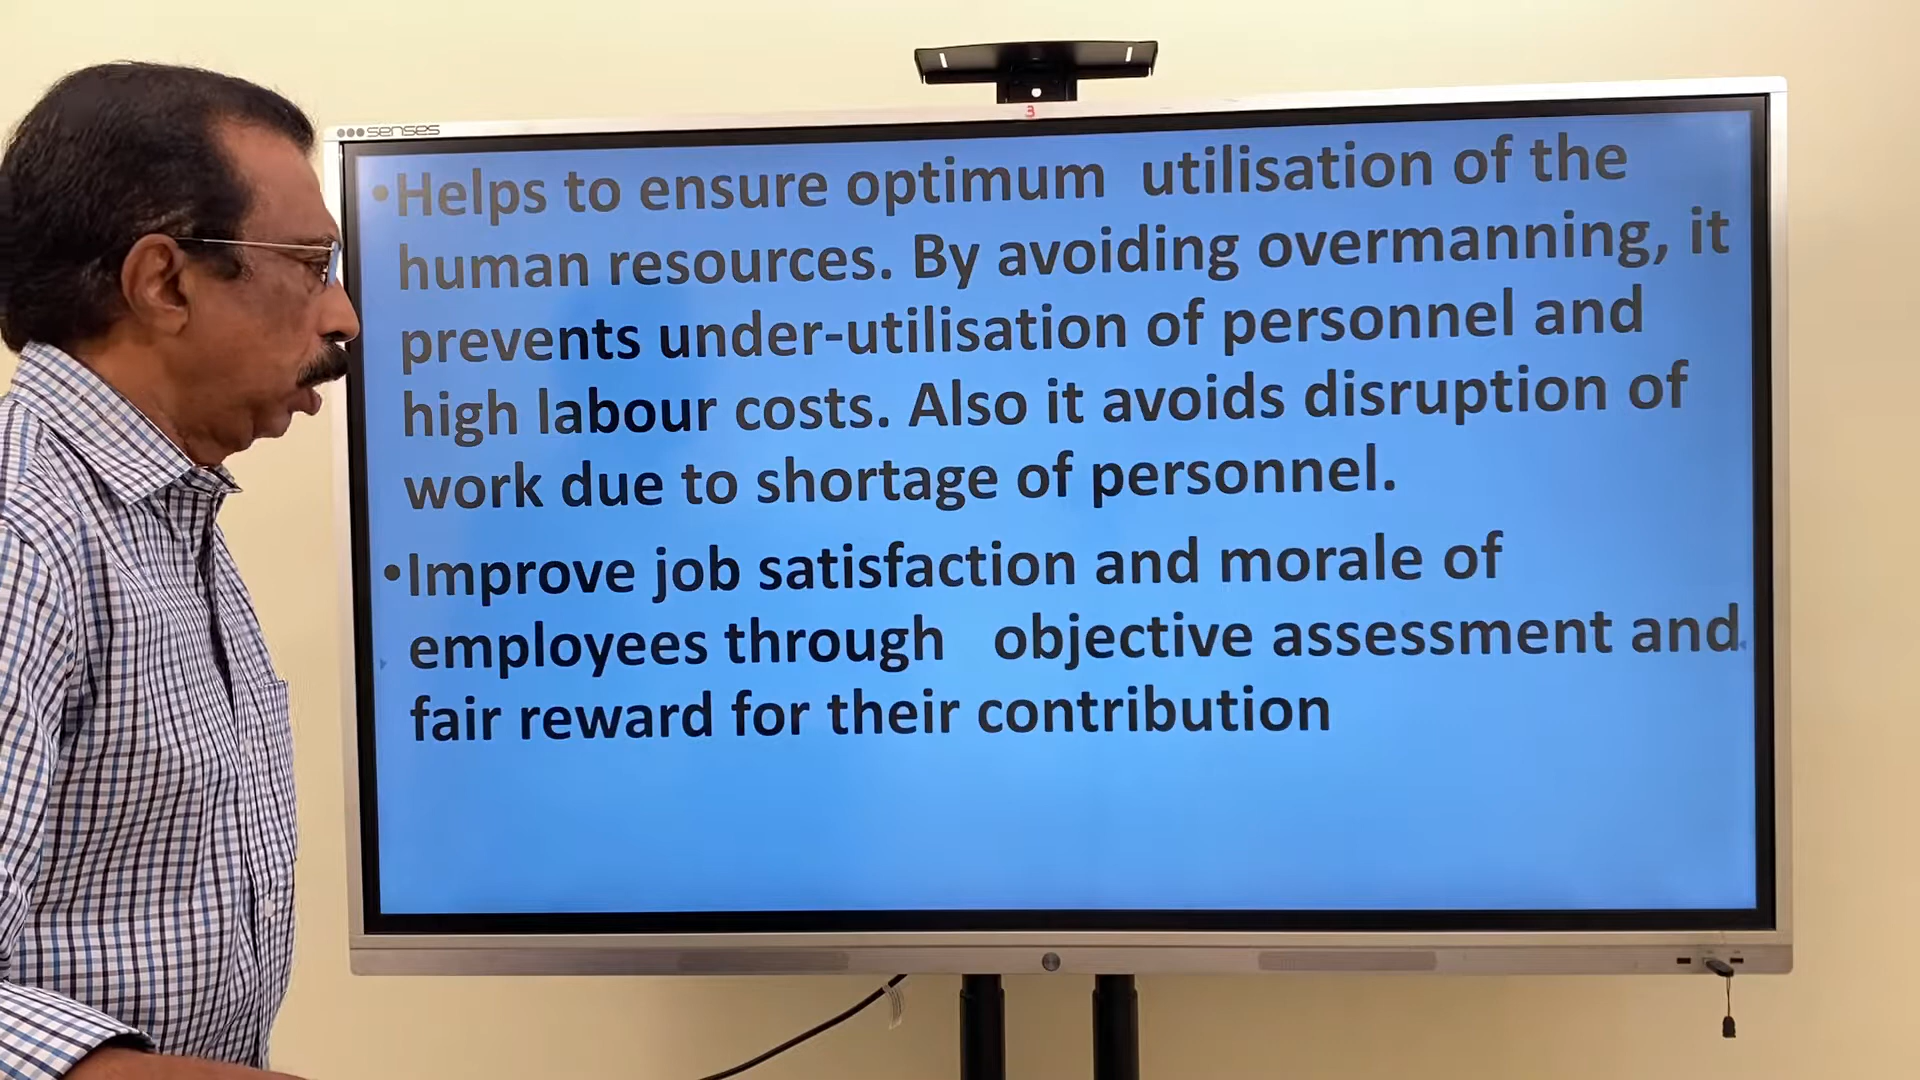 senses
3
•Helps to ensure optimum utilisation of the
human resources. By avoiding overmanning, it
prevents under-utilisation of personnel and
high labour costs. Also it avoids disruption of
work due to shortage of personnel.
•Improve job satisfaction and morale of
employees through objective assessment and
fair reward for their contribution